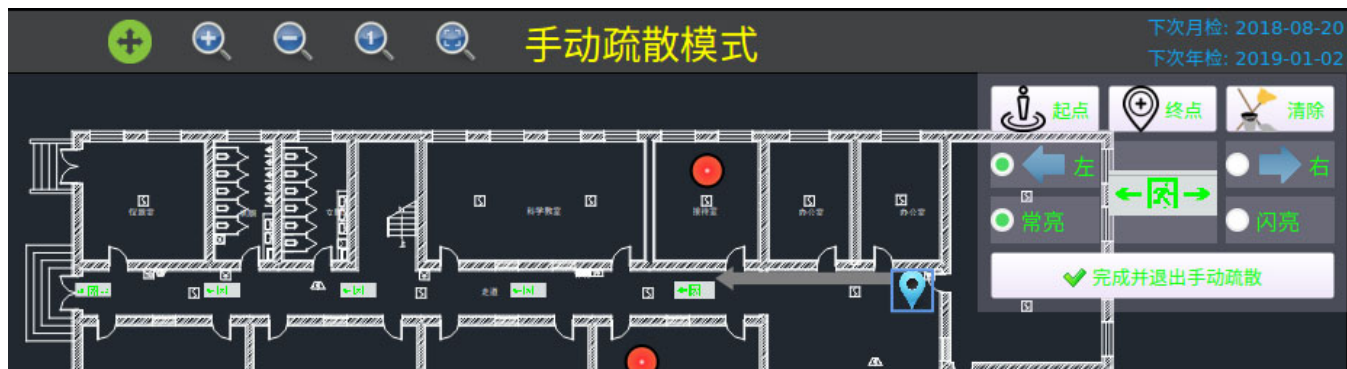 手动疏散模式
下次月检: 2018-08-20
下次年检: 2019-01-02
起点
终点
清除
左
右
常亮
闪亮
完成并退出手动疏散
科学教室
接待室
办公室
办公室
走道